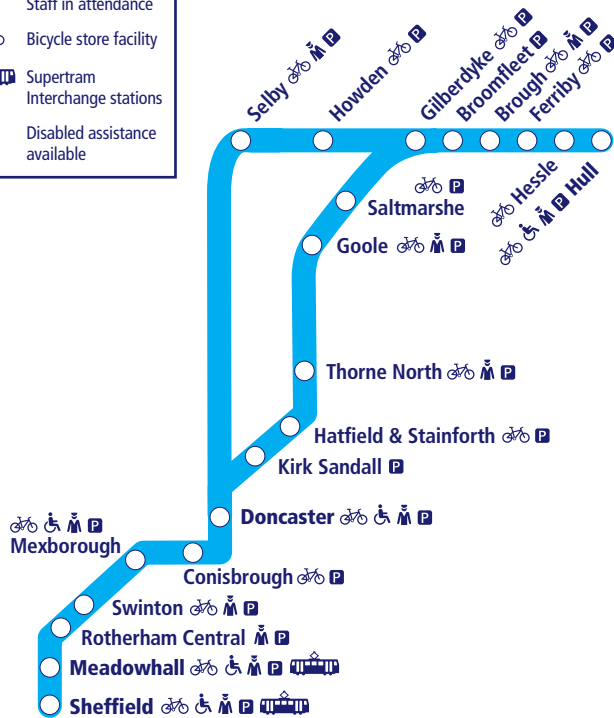 Staff in attendance
Bicycle store facility
Supertram
Interchange stations
Disabled assistance
available
Selby P
Howden P
Gilberdyke P
Broomfleet P
Brough P
Ferriby P
Hessle
P Hull
P
Saltmarshe
Goole P
Thorne North P
Hatfield & Stainforth P
Kirk Sandall P
Doncaster P
P
Mexborough
Conisbrough P
Swinton P
Rotherham Central P
Meadowhall P
Sheffield P